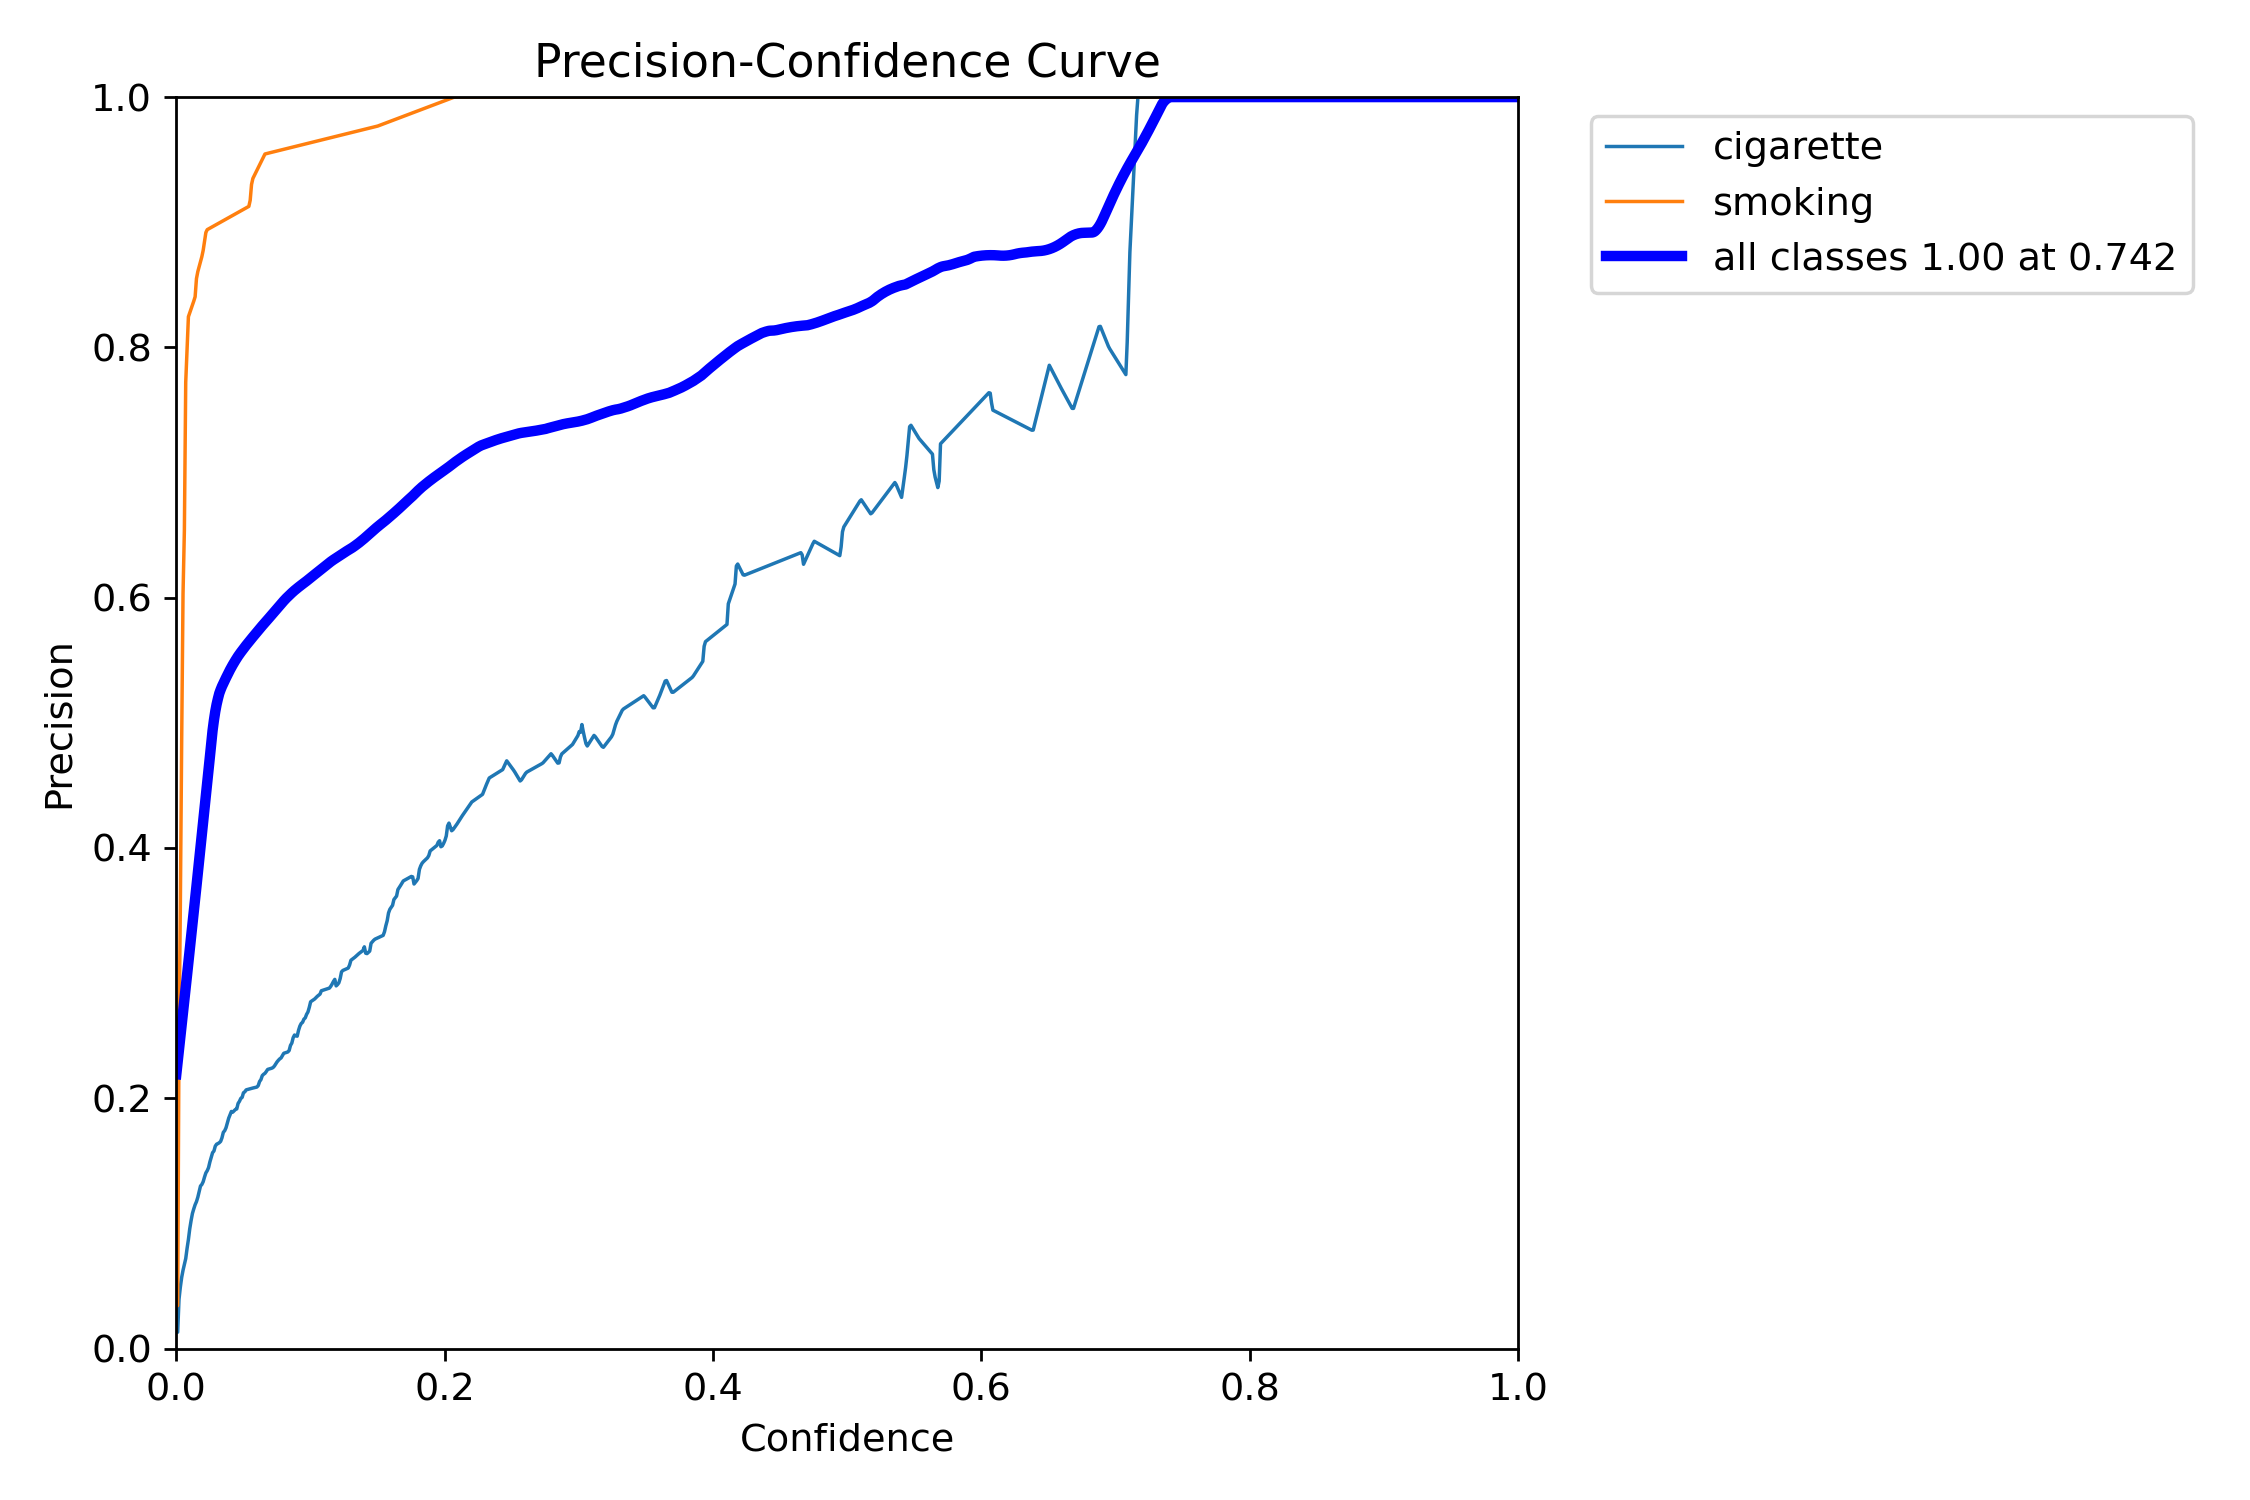 Precision-Confidence Curve
1.0
0.8
0.6
0.4
0.2
0.0
Precision
0.0 0.2 0.4 0.6 0.8 1.0
Confidence
cigarette
smoking
all classes 1.00 at 0.742